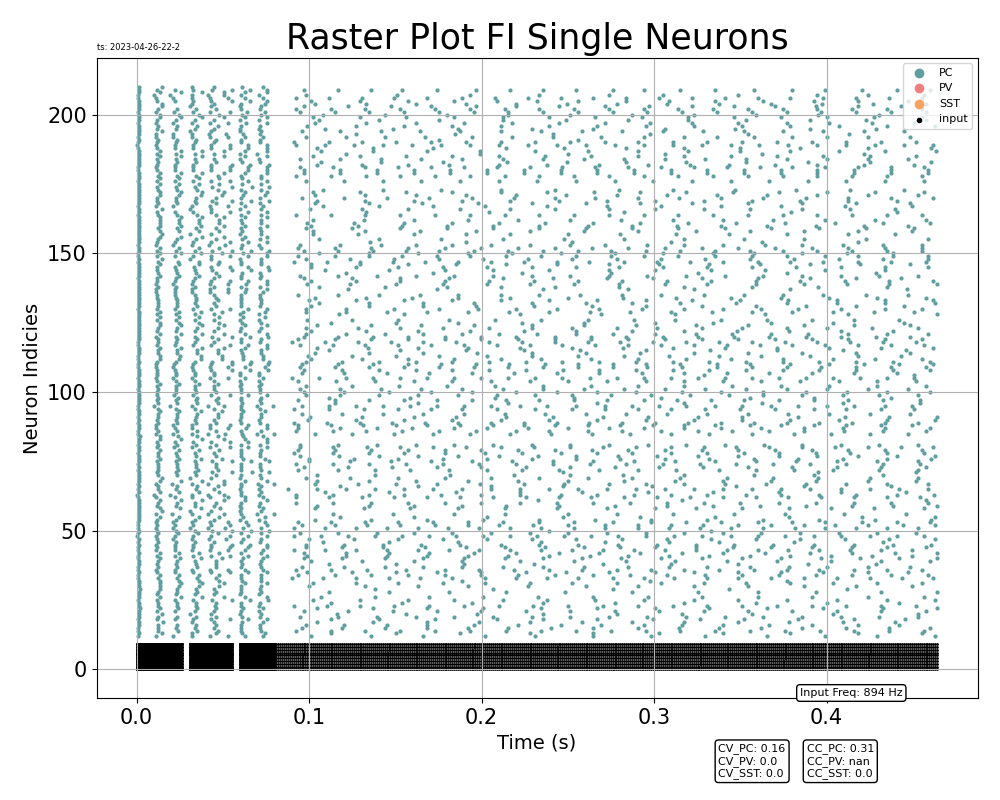 Raster Plot FI Single Neurons
ts: 2023-04-26-22-2
PC
PV
SST
input
200
150
100
50
0
Neuron Indicies
0.0 0.1 0.2 0.3 0.4
Time (s)
Input Freq: 894 Hz
CV_PC: 0.16
CV_PV: 0.0
CV_SST: 0.0
CC_PC: 0.31
CC_PV: nan
CC_SST: 0.0